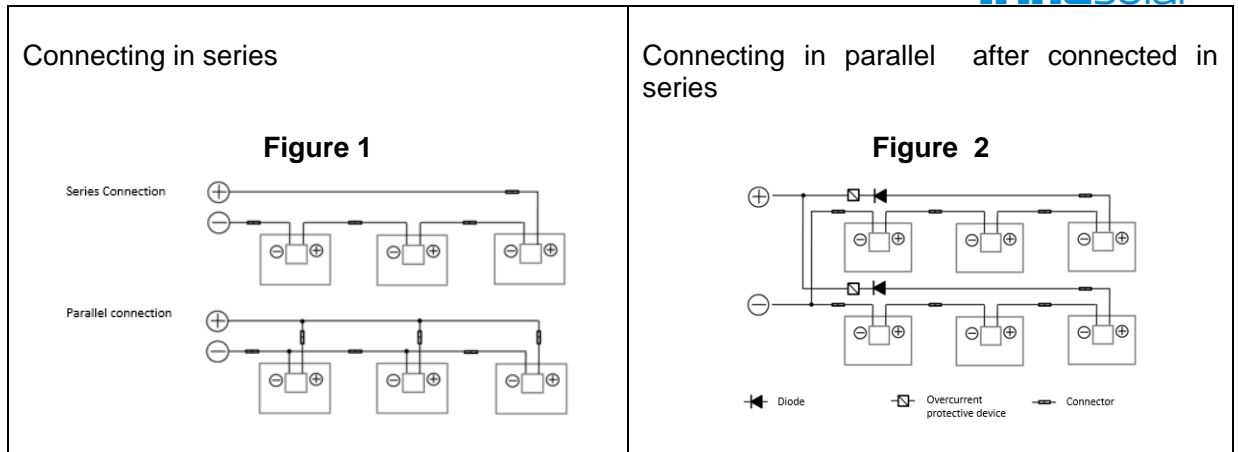 Connecting in series
Figure 1
Series Connection
Parallel connection
Connecting in parallel after connected in
series
Figure 2
Diode
Overcurrent
protective device
Connector